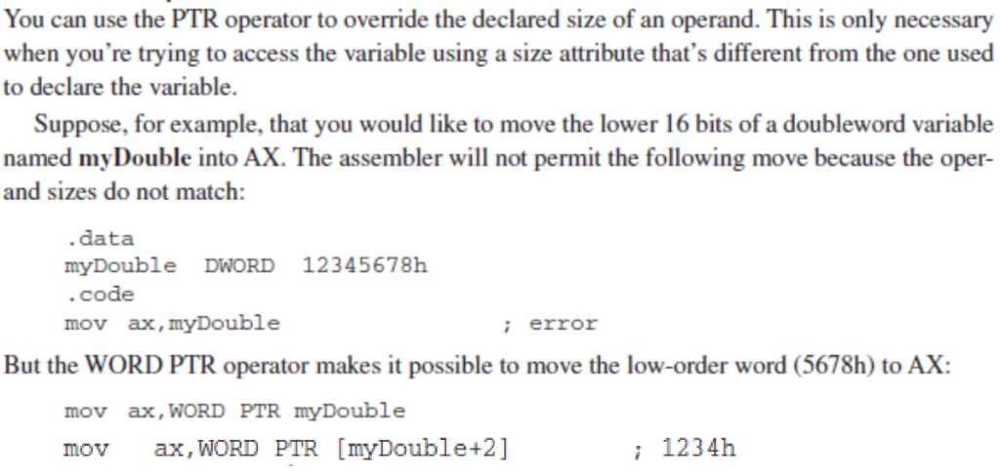 You can use the PTR operator to override the declared size of an operand. This is only necessary
when you're trying to access the variable using a size attribute that's different from the one used
to declare the variable.
Suppose, for example, that you would like to move the lower 16 bits of a doubleword variable
named myDouble into AX. The assembler will not permit the following move because the oper-
and sizes do not match:
.data
myDouble DWORD 12345678h
.code
mov ax,myDouble ; error
But the WORD PTR operator makes it possible to move the low-order word (5678h) to AX:
mov ax,WORD PTR myDouble
mov ax,WORD PTR [myDouble+2] ; 1234h